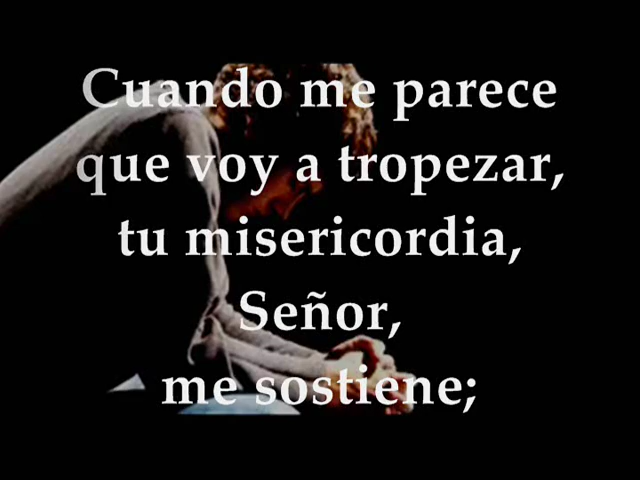 Cuando me parece
que voy a tropezar,
tu misericordia,
Señor,
me sostiene;